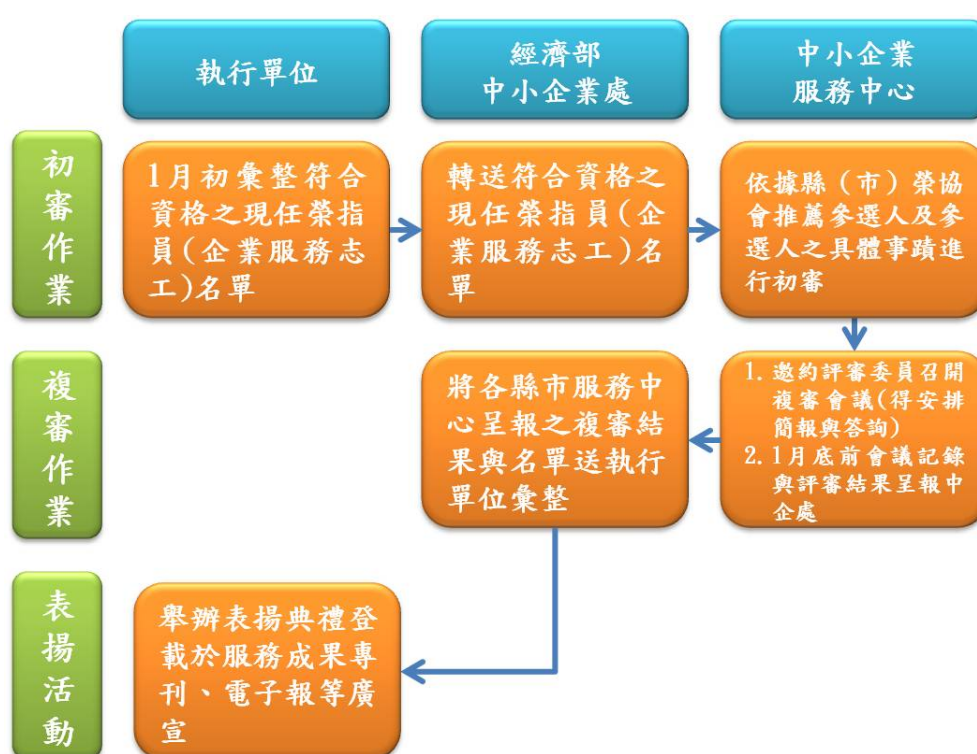 執行單位
經濟部
中小企業處
中小企業
服務中心
初審作業
1月初彙整符合
資格之現任榮指
員(企業服務志
工)名單
轉送符合資格之
現任榮指員(企
業服務志工)名
單
依據縣（市）榮協
會推薦參選人及參
選人之具體事蹟進
行初審
複審作業
將各縣市服務中
心呈報之複審結
果與名單送執行
單位彙整
1. 邀約評審委員召開
複審會議(得安排
簡報與答詢)
2. 1月底前會議記錄
與評審結果呈報中
企處
表揚活動
舉辦表揚典禮登
載於服務成果專
刊、電子報等廣
宣